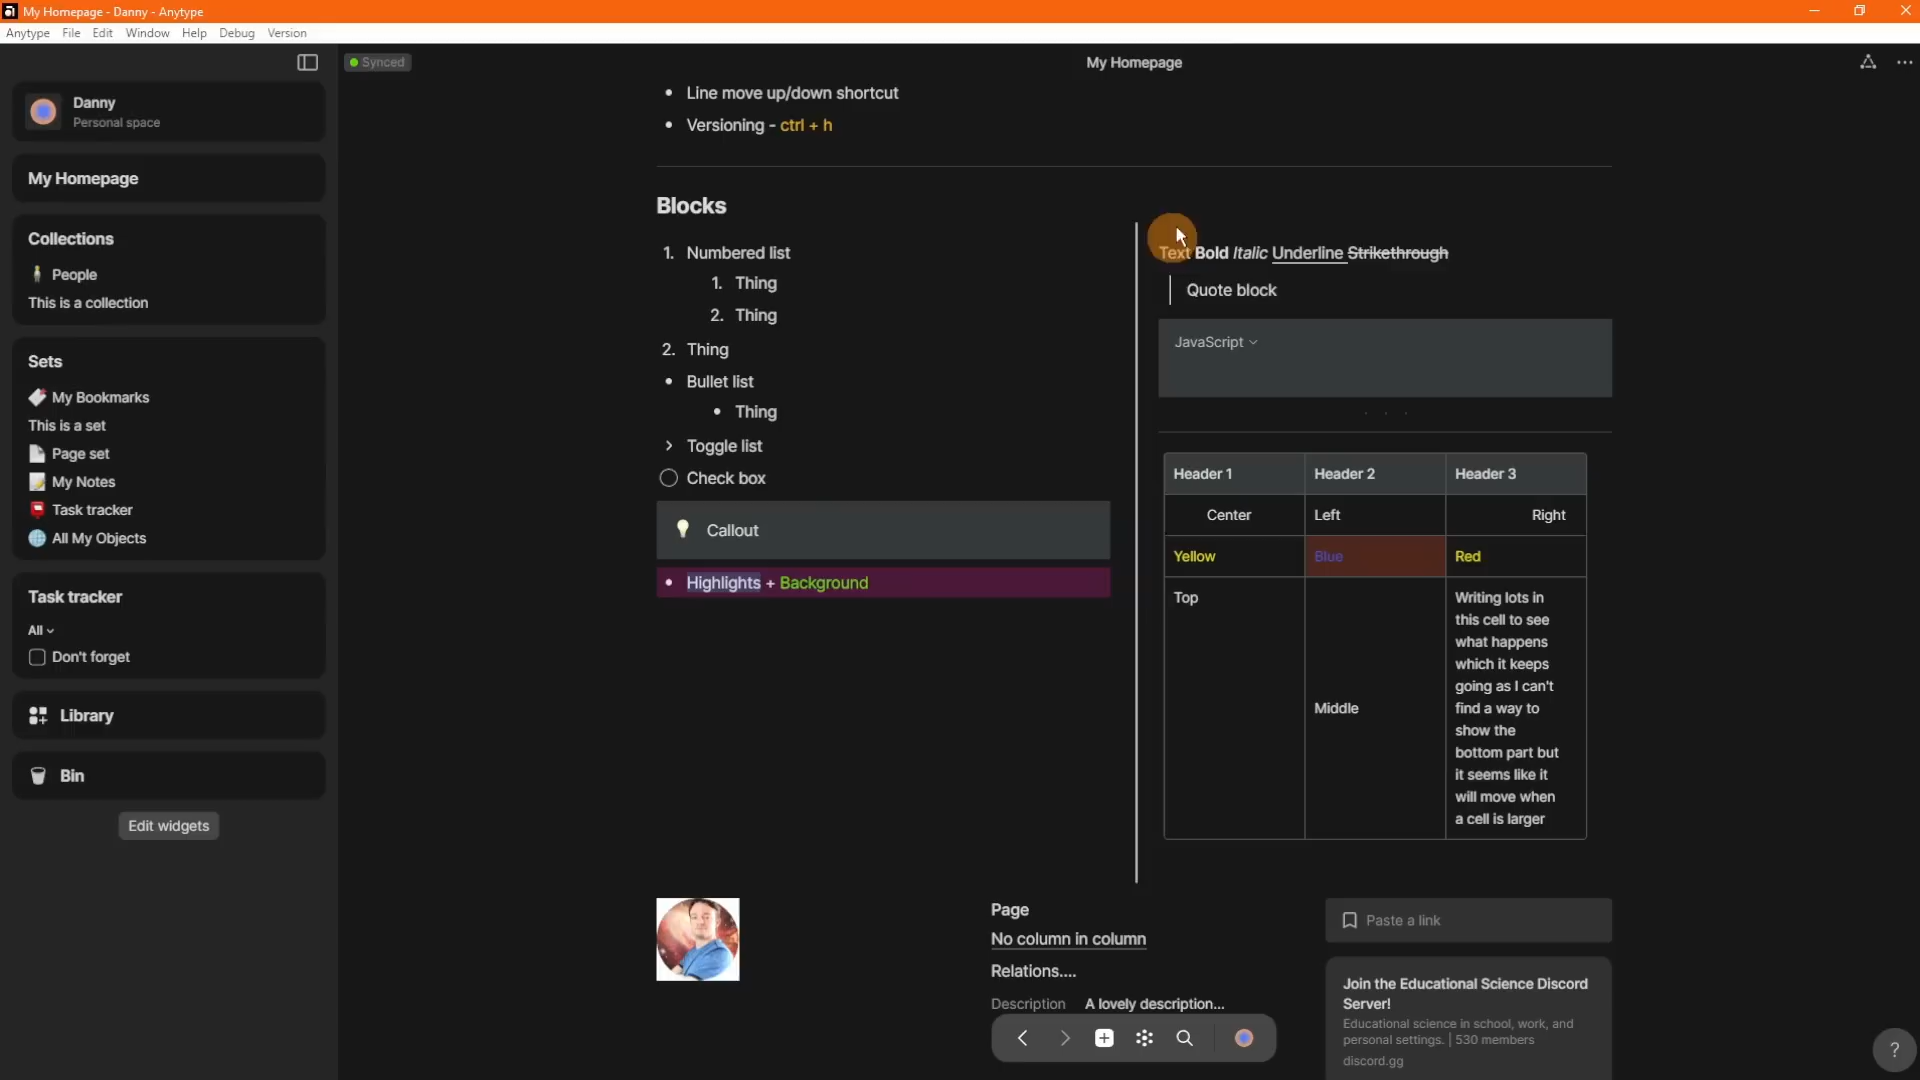 My Homepage - Danny - Anytype
Anytype File Edit Window Help Debug Version
Synced
My Homepage
Danny
Personal space
My Homepage
Collections
People
This is a collection
Sets
My Bookmarks
This is a set
Page set
My Notes
Task tracker
All My Objects
Task tracker
All
Don't forget
Library
Bin
Edit widgets
• Line move up/down shortcut
• Versioning - ctrl + h
Blocks
1. Numbered list
1. Thing
2. Thing
2. Thing
• Bullet list
• Thing
Toggle list
Check box
Callout
• Highlights + Background
Text Bold Italic Underline Strikethrough
Quote block
JavaScript
Header 1 Header 2 Header 3
Center Left Right
Yellow Blue Red
Top
Middle
Writing lots in
this cell to see
what happens
which it keeps
going as I can't
find a way to
show the
bottom part but
it seems like it
will move when
a cell is larger
Page
No column in column
Relations....
Description A lovely description...
Paste a link
Join the Educational Science Discord
Server!
Educational science in school, work, and
personal settings. | 530 members
discord.gg
?